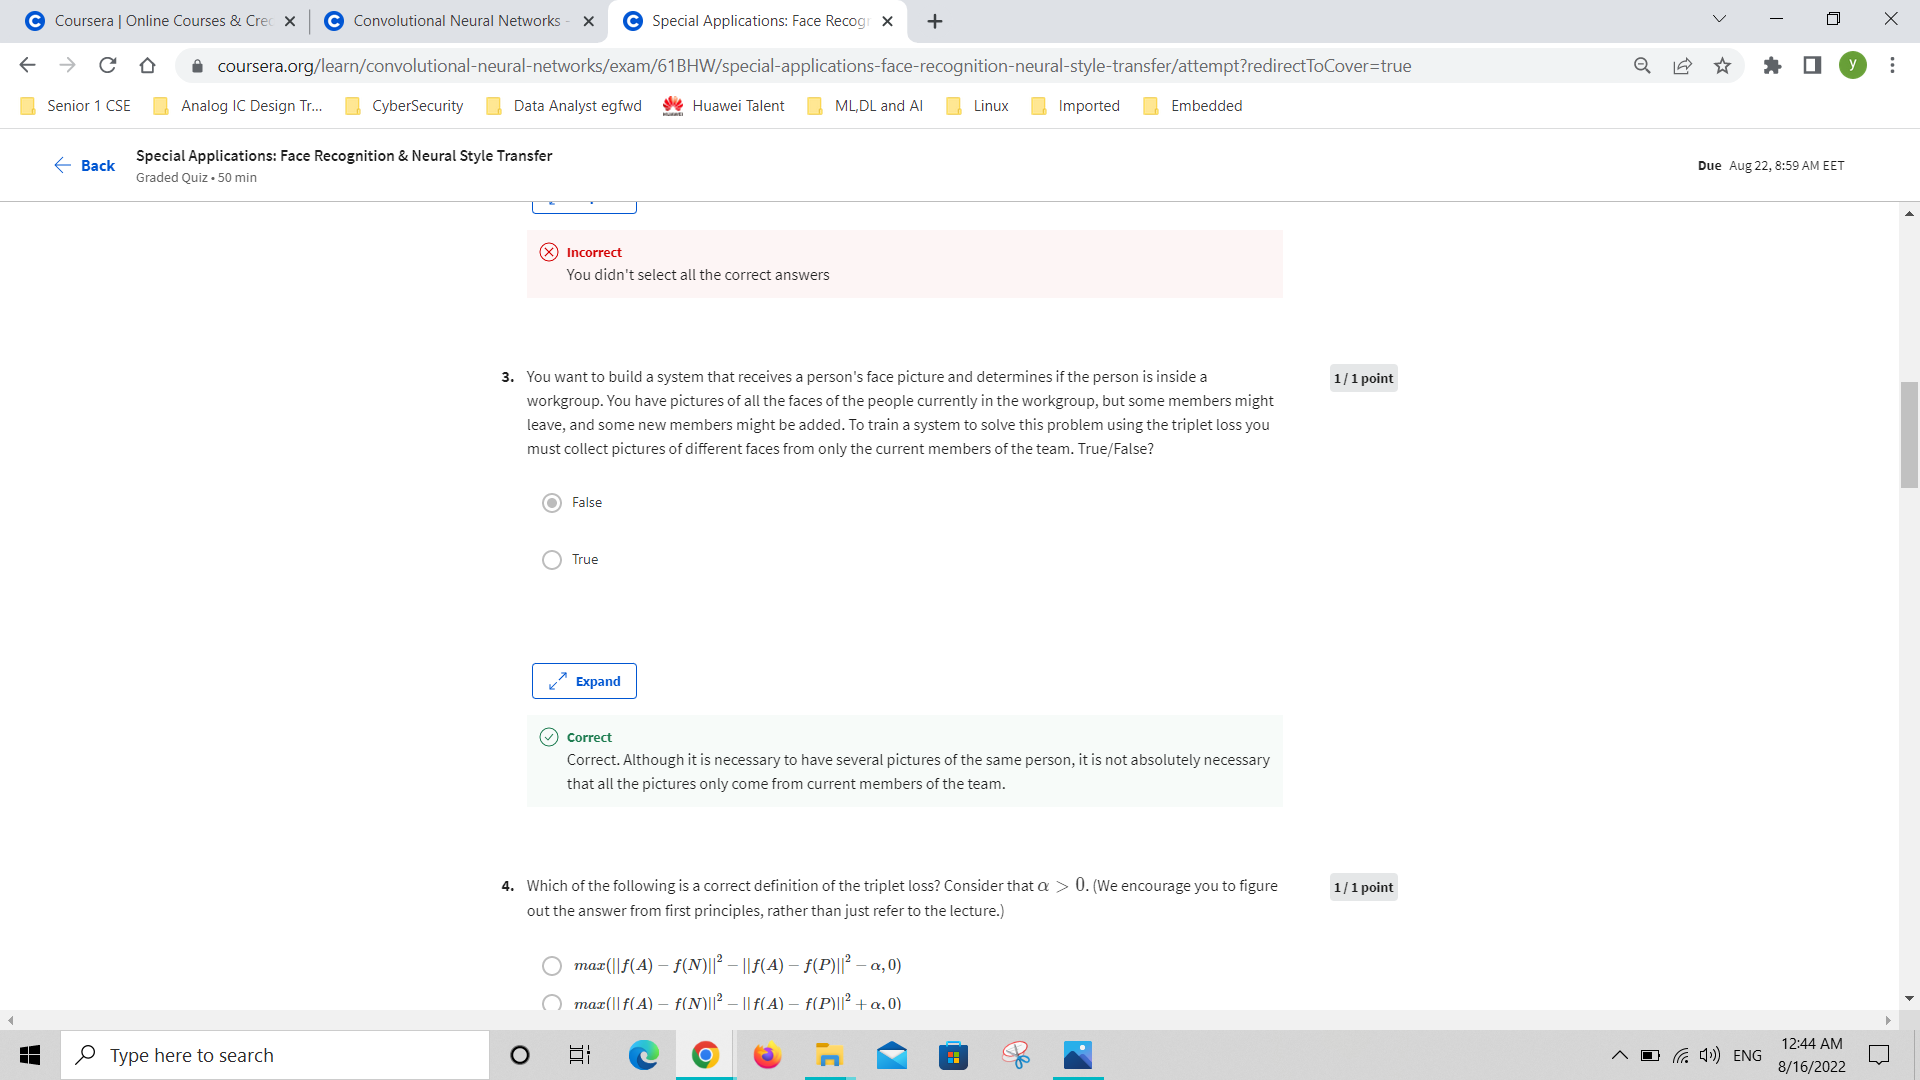 Coursera | Online Courses & Cre
Convolutional Neural Networks -
Special Applications: Face Recog
coursera.org/learn/convolutional-neural-networks/exam/61BHW/special-applications-face-recognition-neural-style-transfer/attempt?redirectToCover=true
y
Senior 1 CSE
Analog IC Design Tr...
CyberSecurity
Data Analyst egfwd
Huawei Talent
ML,DL and AI
Linux
Imported
Embedded
Back
Special Applications: Face Recognition & Neural Style Transfer
Graded Quiz • 50 min
Due Aug 22, 8:59 AM EET
Incorrect
You didn't select all the correct answers
3. You want to build a system that receives a person's face picture and determines if the person is inside a
workgroup. You have pictures of all the faces of the people currently in the workgroup, but some members might
leave, and some new members might be added. To train a system to solve this problem using the triplet loss you
must collect pictures of different faces from only the current members of the team. True/False?
1 / 1 point
False
True
Expand
Correct
Correct. Although it is necessary to have several pictures of the same person, it is not absolutely necessary
that all the pictures only come from current members of the team.
4. Which of the following is a correct definition of the triplet loss? Consider that α > 0. (We encourage you to figure
out the answer from first principles, rather than just refer to the lecture.)
1 / 1 point
max(||f(A) − f(N)||² − ||f(A) − f(P)||² − α, 0)
max(||f(A) − f(N)||² − ||f(A) − f(P)||² + α, 0)
Type here to search
ENG
12:44 AM
8/16/2022